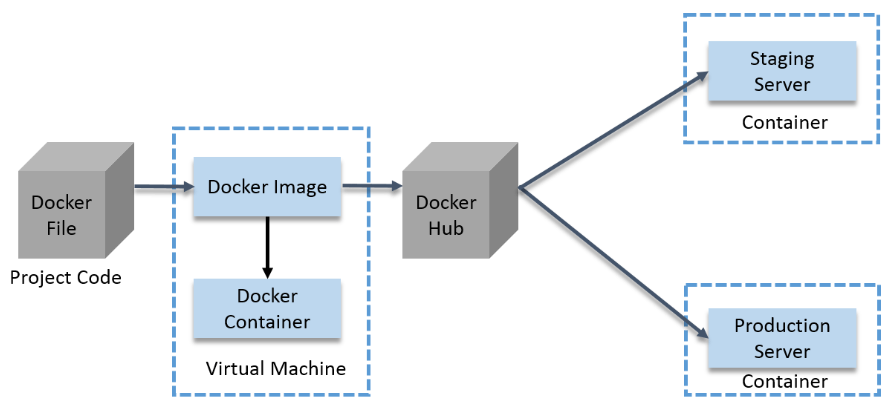 Docker
File
Project Code
Docker Image
Docker
Container
Virtual Machine
Docker
Hub
Staging
Server
Container
Production
Server
Container